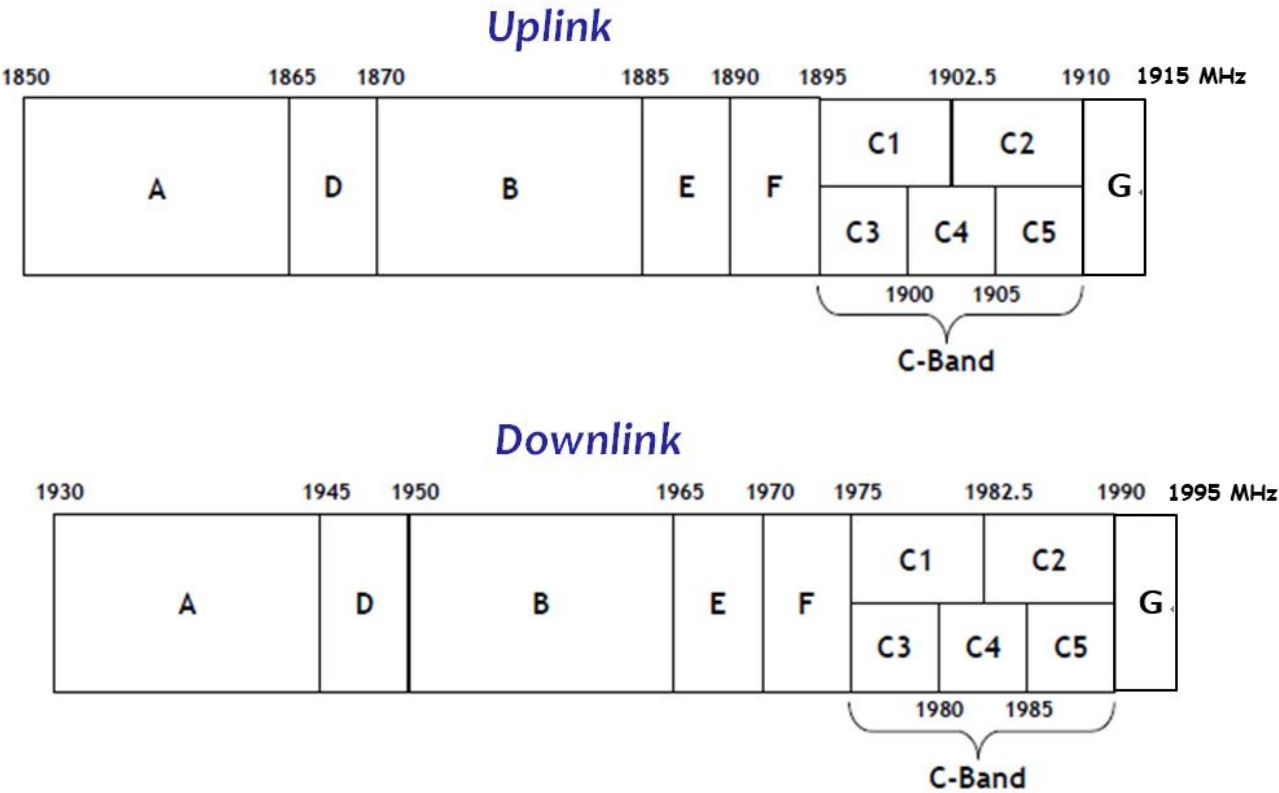 Uplink
1850 1865 1870 1885 1890 1895 1902.5 1910 1915 MHz
C1 C2
A D B E F G
C3 C4 C5
1900 1905
C-Band
Downlink
1930 1945 1950 1965 1970 1975 1982.5 1990 1995 MHz
C1 C2
A D B E F G
C3 C4 C5
1980 1985
C-Band